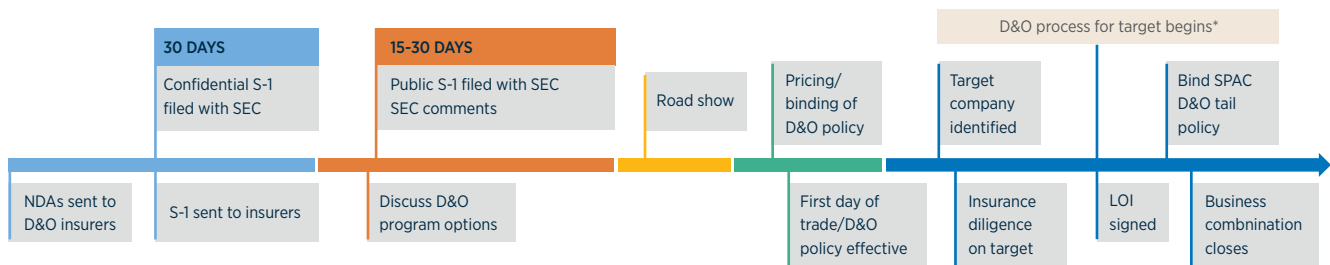 D&O process for target begins*
30 DAYS
Confidential S-1
filed with SEC
15-30 DAYS
Public S-1 filed with SEC
SEC comments
Road show
Pricing/
binding of
D&O policy
Target
company
identified
Bind SPAC
D&O tail
policy
NDAs sent to
D&O insurers
S-1 sent to insurers
Discuss D&O
program options
First day of
trade/D&O
policy effective
Insurance
diligence
on target
LOI
signed
Business
combnination
closes